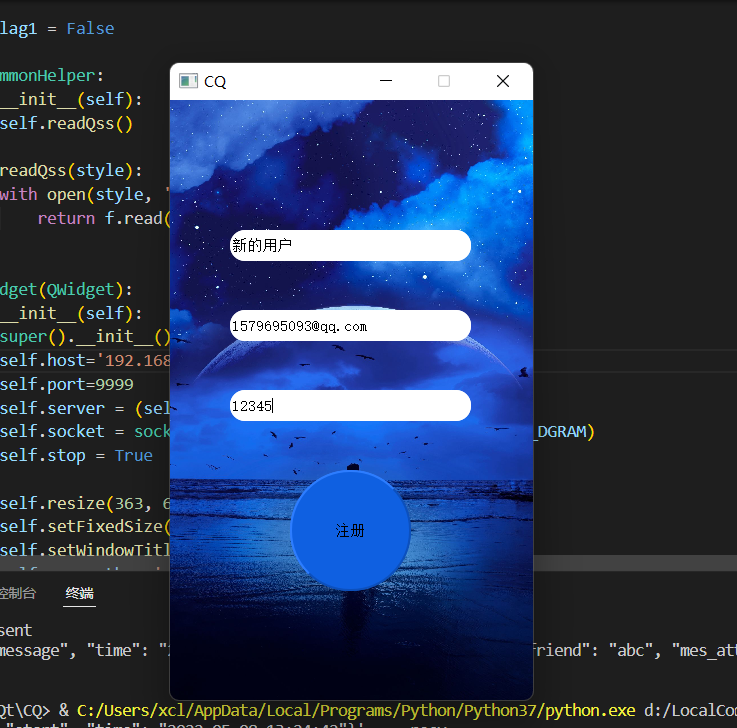 lag1 = False
CQ
mmonHelper:
__init__(self):
self.readQss()
readQss(style):
with open(style, '
return f.read(
新的用户
dget(QWidget):
__init__(self):
super().__init__()
1579695093@qq.com
self.host='192.168
self.port=9999
self.server = (sel
12345
self.socket = sock
_DGRAM)
self.stop = True
self.resize(363, 6
self.setFixedSize(
注册
self.setWindowTitl
控制台 终端
sent
message", "time": "
friend": "abc", "mes_att
Qt\CQ> & C:/Users/xcl/AppData/Local/Programs/Python/Python37/python.exe d:/LocalCo